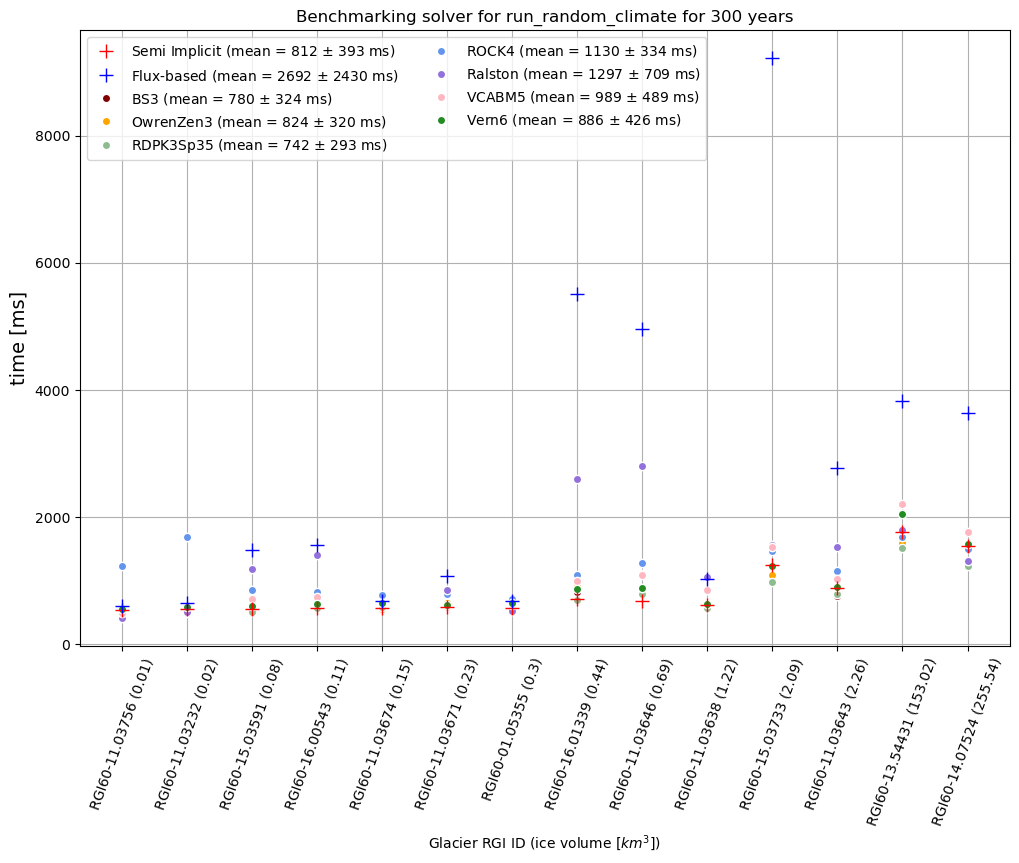 Benchmarking solver for run_random_climate for 300 years
Semi Implicit (mean = 812 ± 393 ms)
Flux-based (mean = 2692 ± 2430 ms)
BS3 (mean = 780 ± 324 ms)
OwrenZen3 (mean = 824 ± 320 ms)
RDPK3Sp35 (mean = 742 ± 293 ms)
ROCK4 (mean = 1130 ± 334 ms)
Ralston (mean = 1297 ± 709 ms)
VCABM5 (mean = 989 ± 489 ms)
Vern6 (mean = 886 ± 426 ms)
time [ms]
8000
6000
4000
2000
0
RGI60-11.03756 (0.01)
RGI60-11.03232 (0.02)
RGI60-15.03591 (0.08)
RGI60-16.00543 (0.11)
RGI60-11.03674 (0.15)
RGI60-11.03671 (0.23)
RGI60-01.05355 (0.3)
RGI60-16.01339 (0.44)
RGI60-11.03646 (0.69)
RGI60-11.03638 (1.22)
RGI60-15.03733 (2.09)
RGI60-11.03643 (2.26)
RGI60-13.54431 (153.02)
RGI60-14.07524 (255.54)
Glacier RGI ID (ice volume [km³])